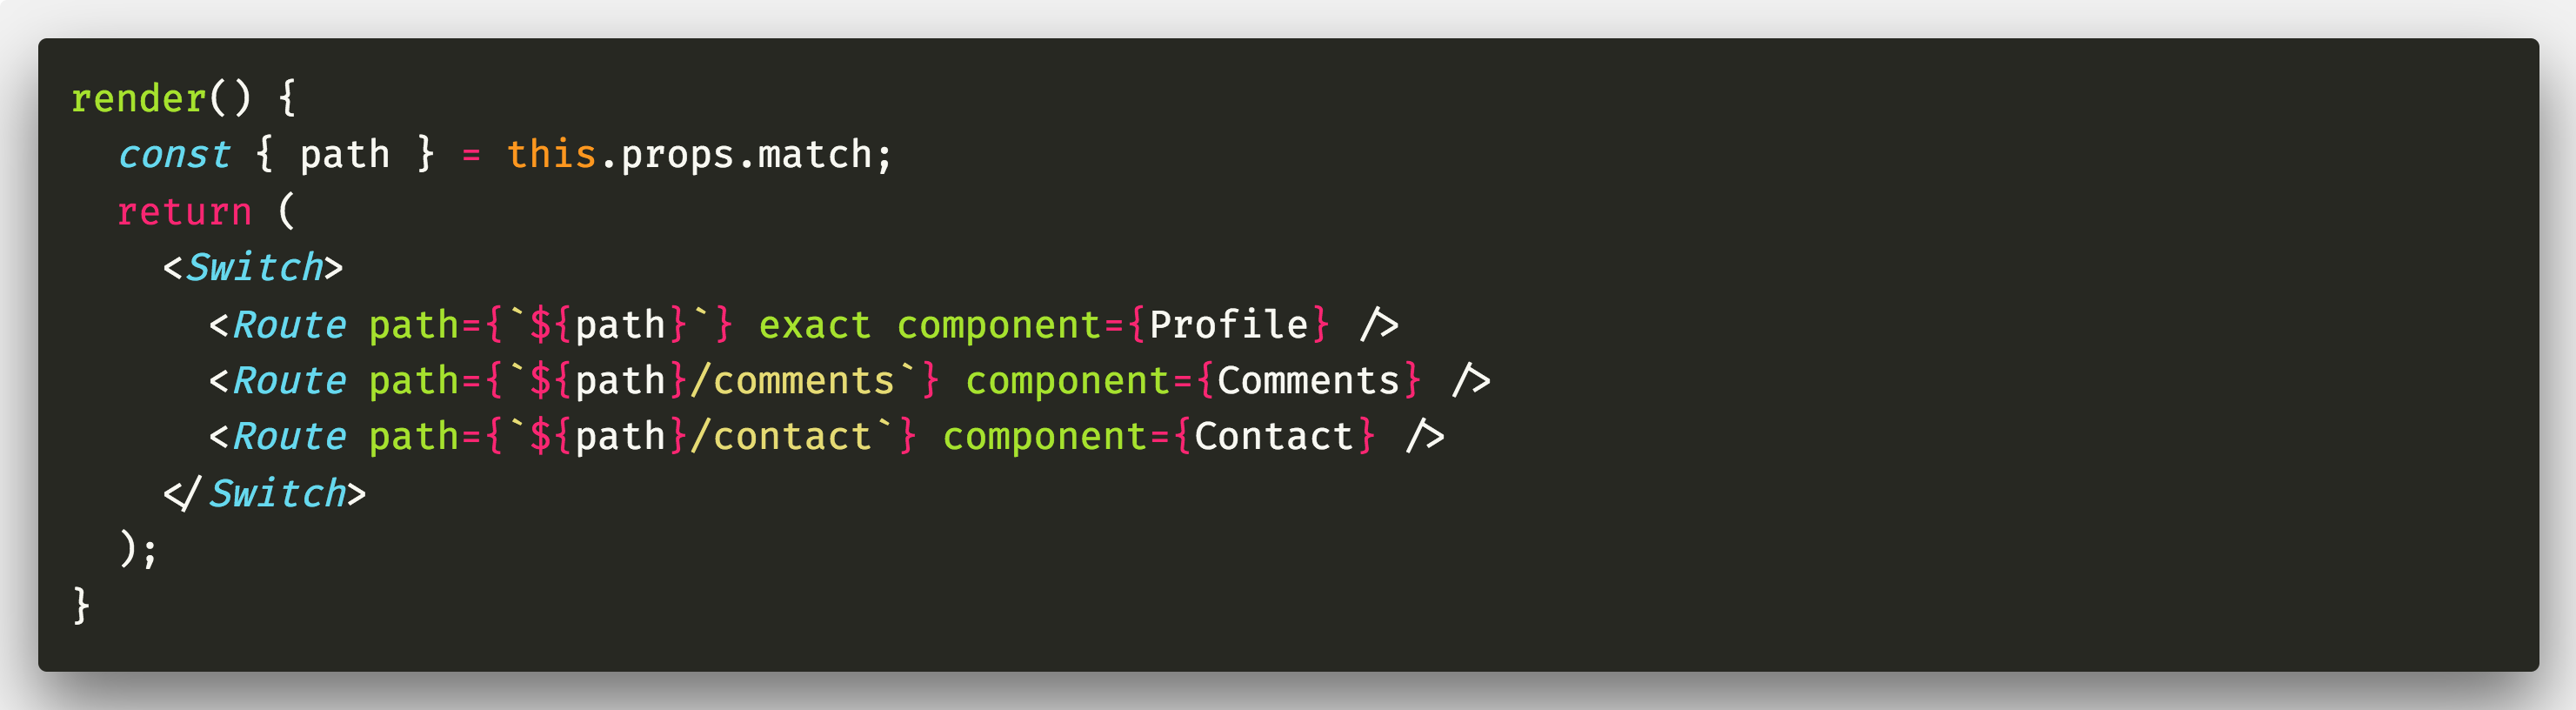 render() {
  const { path } = this.props.match;
  return (
    <Switch>
      <Route path={`${path}`} exact component={Profile} />
      <Route path={`${path}/comments`} component={Comments} />
      <Route path={`${path}/contact`} component={Contact} />
    </Switch>
  );
}